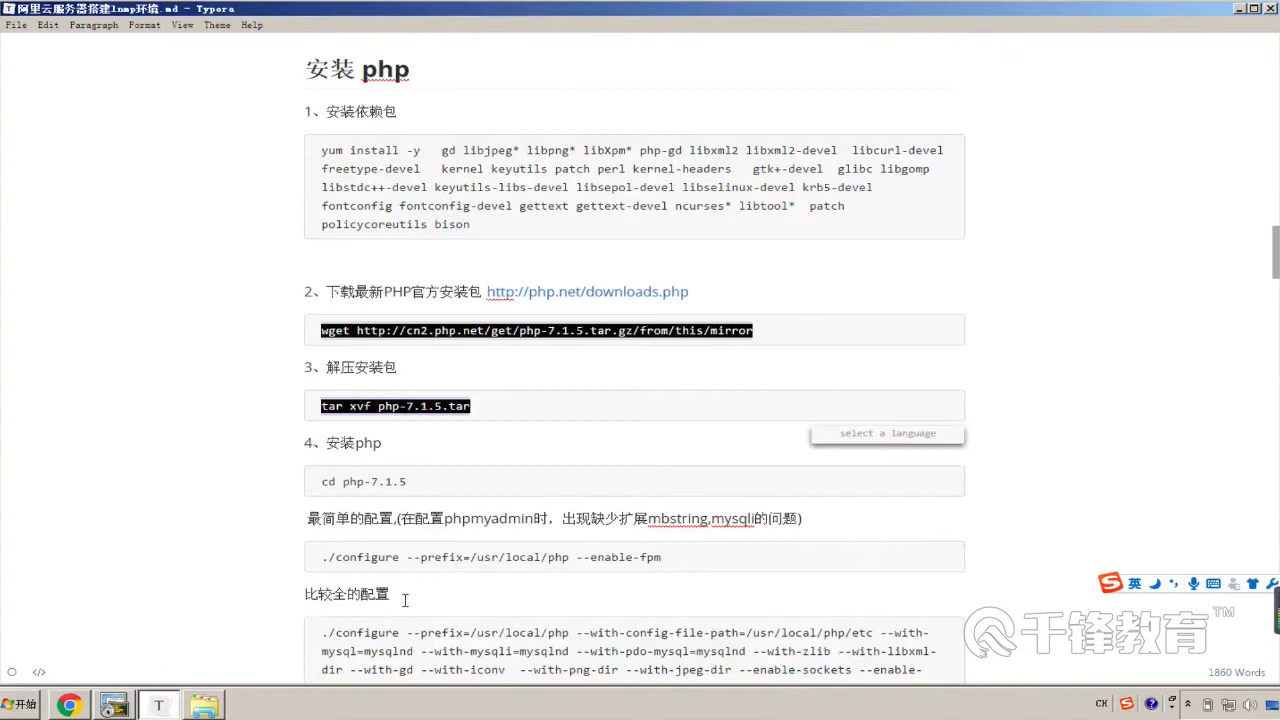 阿里云服务器搭建lnmp环境.md - Typora
File Edit Paragraph Format View Theme Help
安装 php
1、安装依赖包
yum install -y gd libjpeg* libpng* libXpm* php-gd libxml2 libxml2-devel libcurl-devel
freetype-devel kernel keyutils patch perl kernel-headers gtk+-devel glibc libgomp
libstdc++-devel keyutils-libs-devel libsepol-devel libselinux-devel krb5-devel
fontconfig fontconfig-devel gettext gettext-devel ncurses* libtool* patch
policycoreutils bison
2、下载最新PHP官方安装包 http://php.net/downloads.php
wget http://cn2.php.net/get/php-7.1.5.tar.gz/from/this/mirror
3、解压安装包
tar xvf php-7.1.5.tar
select a language
4、安装php
cd php-7.1.5
最简单的配置,(在配置phpmyadmin时，出现缺少扩展mbstring,mysqli的问题)
./configure --prefix=/usr/local/php --enable-fpm
英
比较全的配置
千锋教育™
./configure --prefix=/usr/local/php --with-config-file-path=/usr/local/php/etc --with-
mysql=mysqlnd --with-mysqli=mysqlnd --with-pdo-mysql=mysqlnd --with-zlib --with-libxml-
dir --with-gd --with-iconv --with-png-dir --with-jpeg-dir --enable-sockets --enable-
</> 1860 Words
开始 T CH